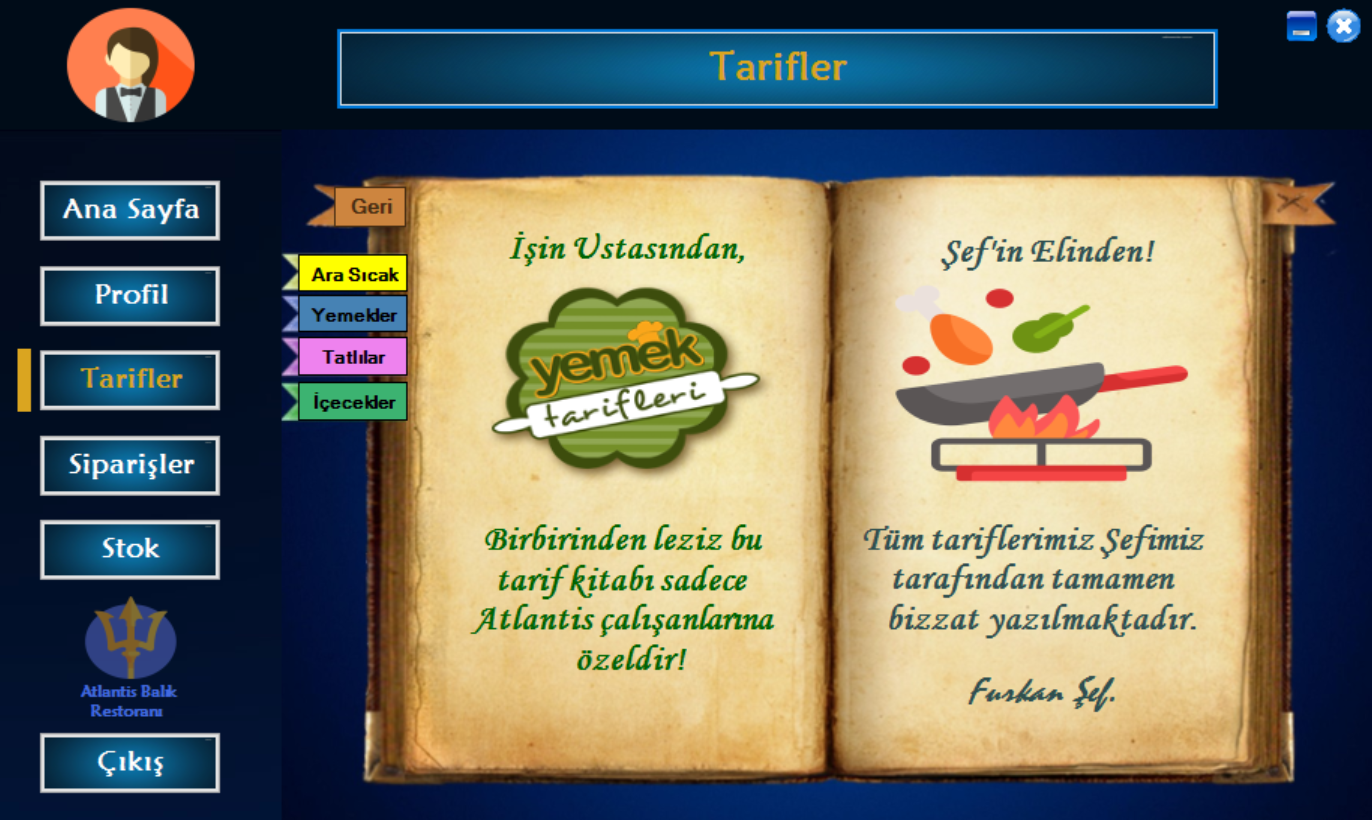 Tarifler
Ana Sayfa
Profil
Tarifler
Siparişler
Stok
Atlantis Balık
Restoranı
Çıkış
Geri
Ara Sıcak
Yemekler
Tatlılar
İçecekler
İşin Ustasından,
yemek
tarifleri
Birbirinden leziz bu
tarif kitabı sadece
Atlantis çalışanlarına
özeldir!
Şef'in Elinden!
Tüm tariflerimiz Şefimiz
tarafından tamamen
bizzat yazılmaktadır.
Furkan Şef.